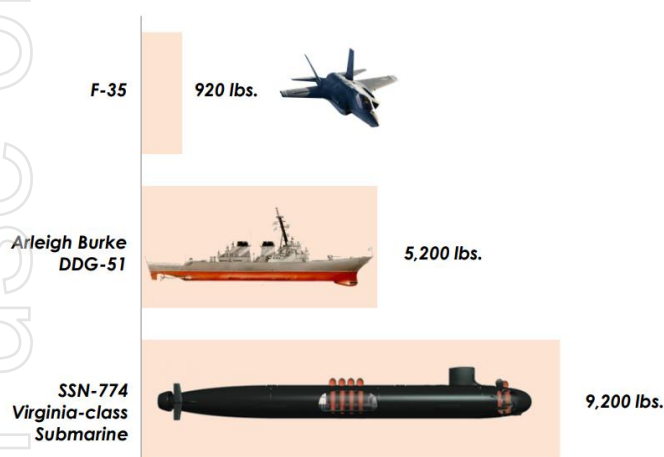 F-35
920 lbs.
Arleigh Burke
DDG-51
5,200 lbs.
SSN-774
Virginia-class
Submarine
9,200 lbs.